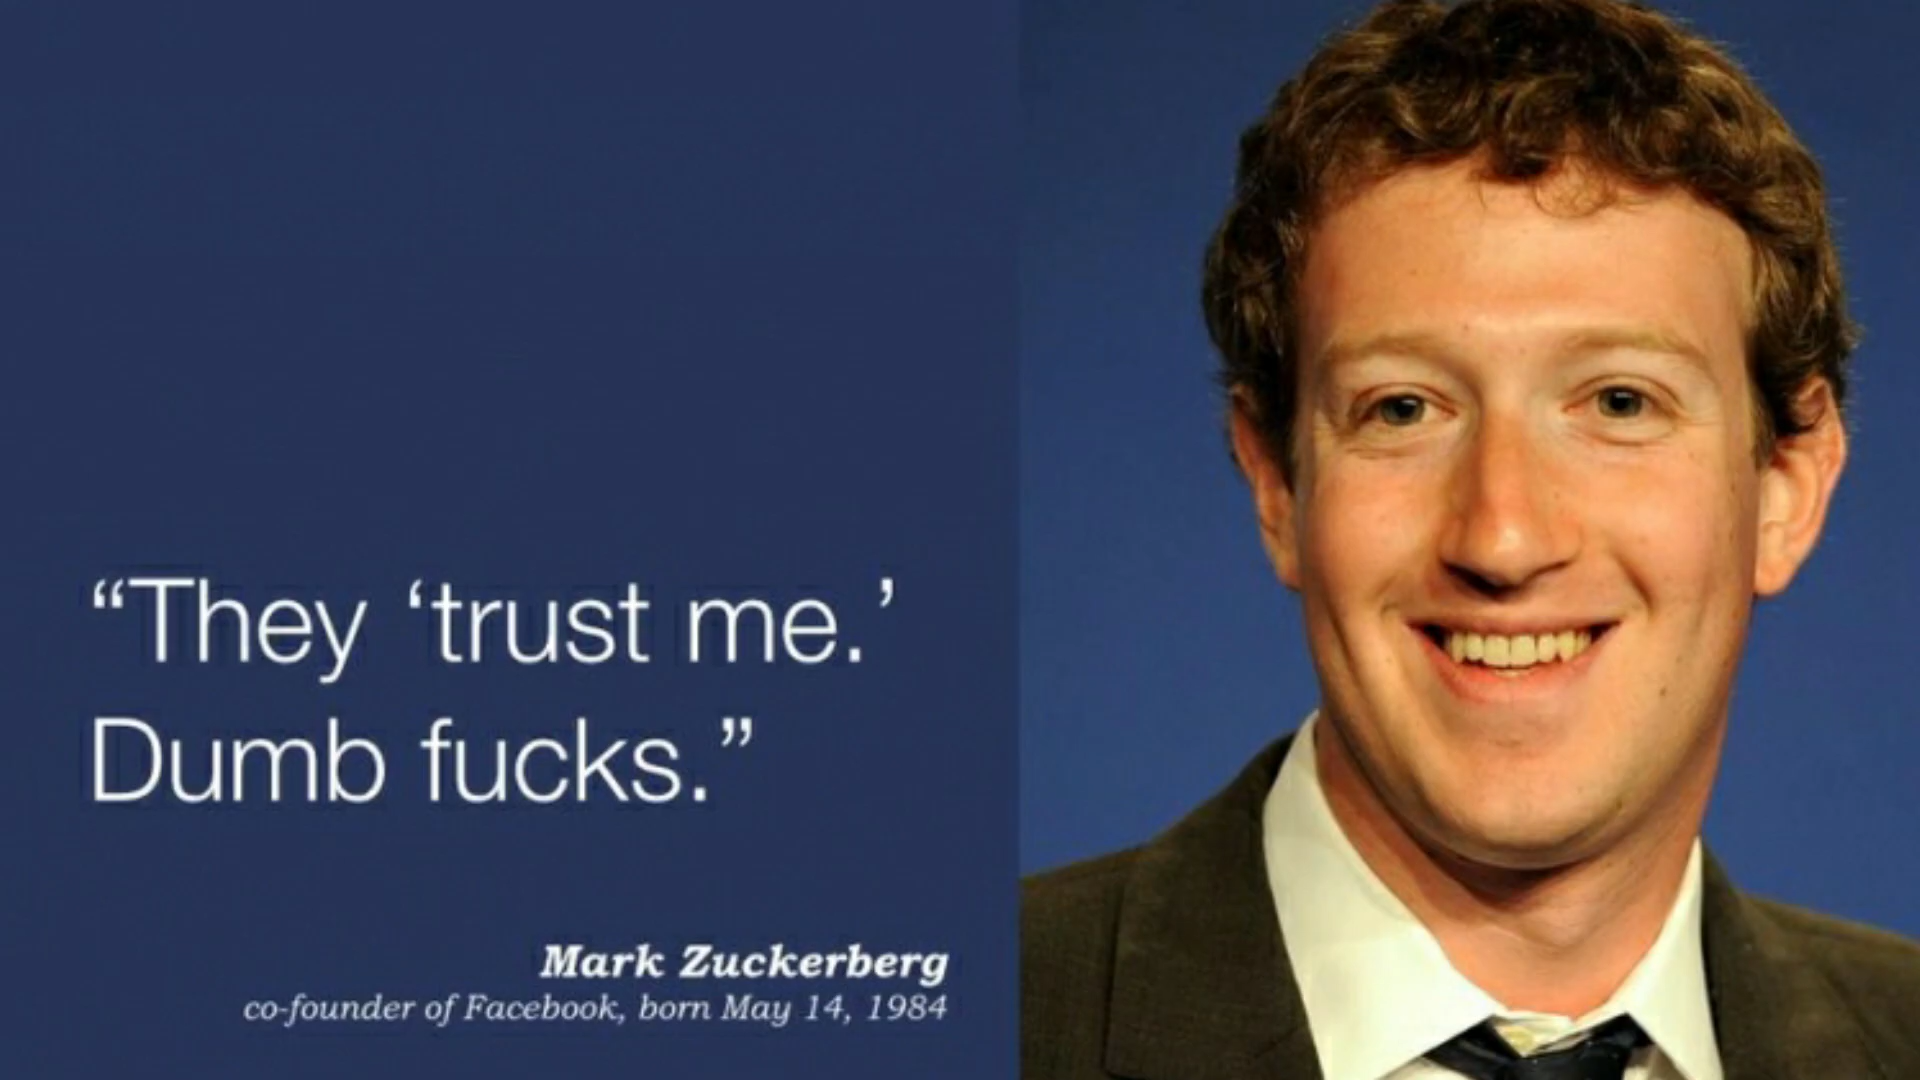 “They ‘trust me.’
Dumb fucks.”
Mark Zuckerberg
co-founder of Facebook, born May 14, 1984